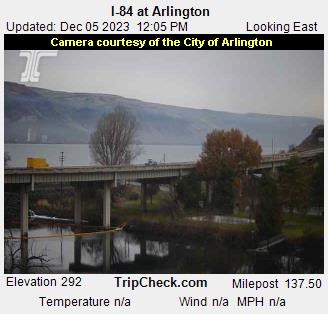 I-84 at Arlington
Updated: Dec 05 2023 12:05 PM Looking East
Camera courtesy of the City of Arlington
Elevation 292 TripCheck.com Milepost 137.50
Temperature n/a Wind n/a MPH n/a